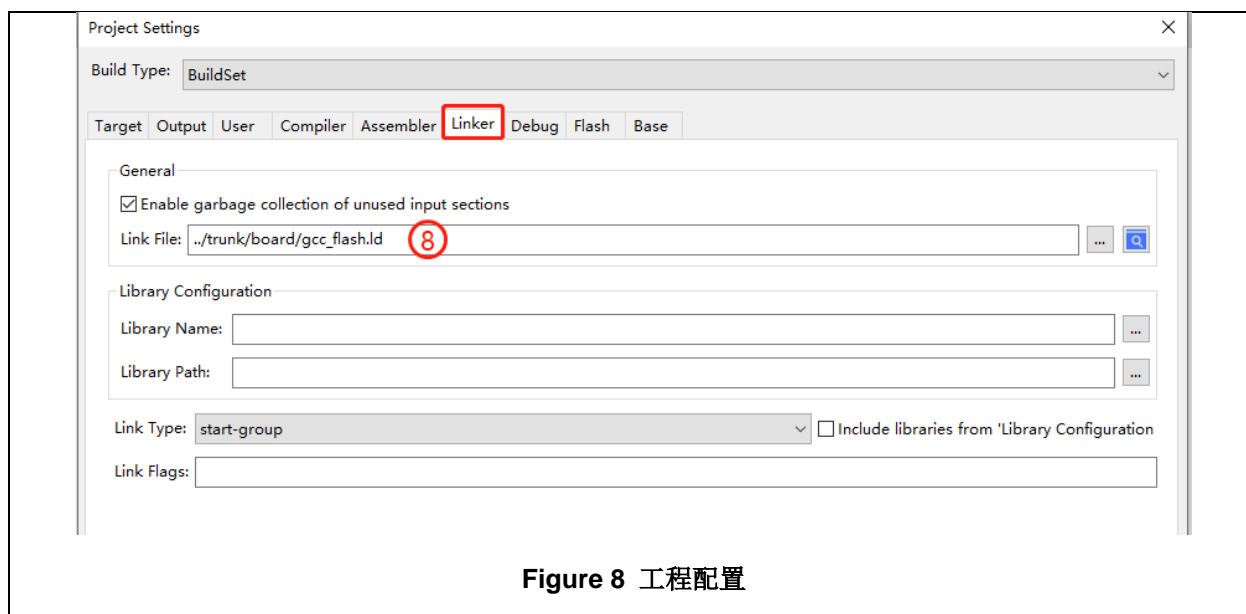 Project Settings
Build Type: BuildSet
Target Output User Compiler Assembler Linker Debug Flash Base
General
Enable garbage collection of unused input sections
Link File: ../trunk/board/gcc_flash.ld ⑧ ...
Library Configuration
Library Name: ...
Library Path: ...
Link Type: start-group Include libraries from 'Library Configuration
Link Flags:
Figure 8 工程配置